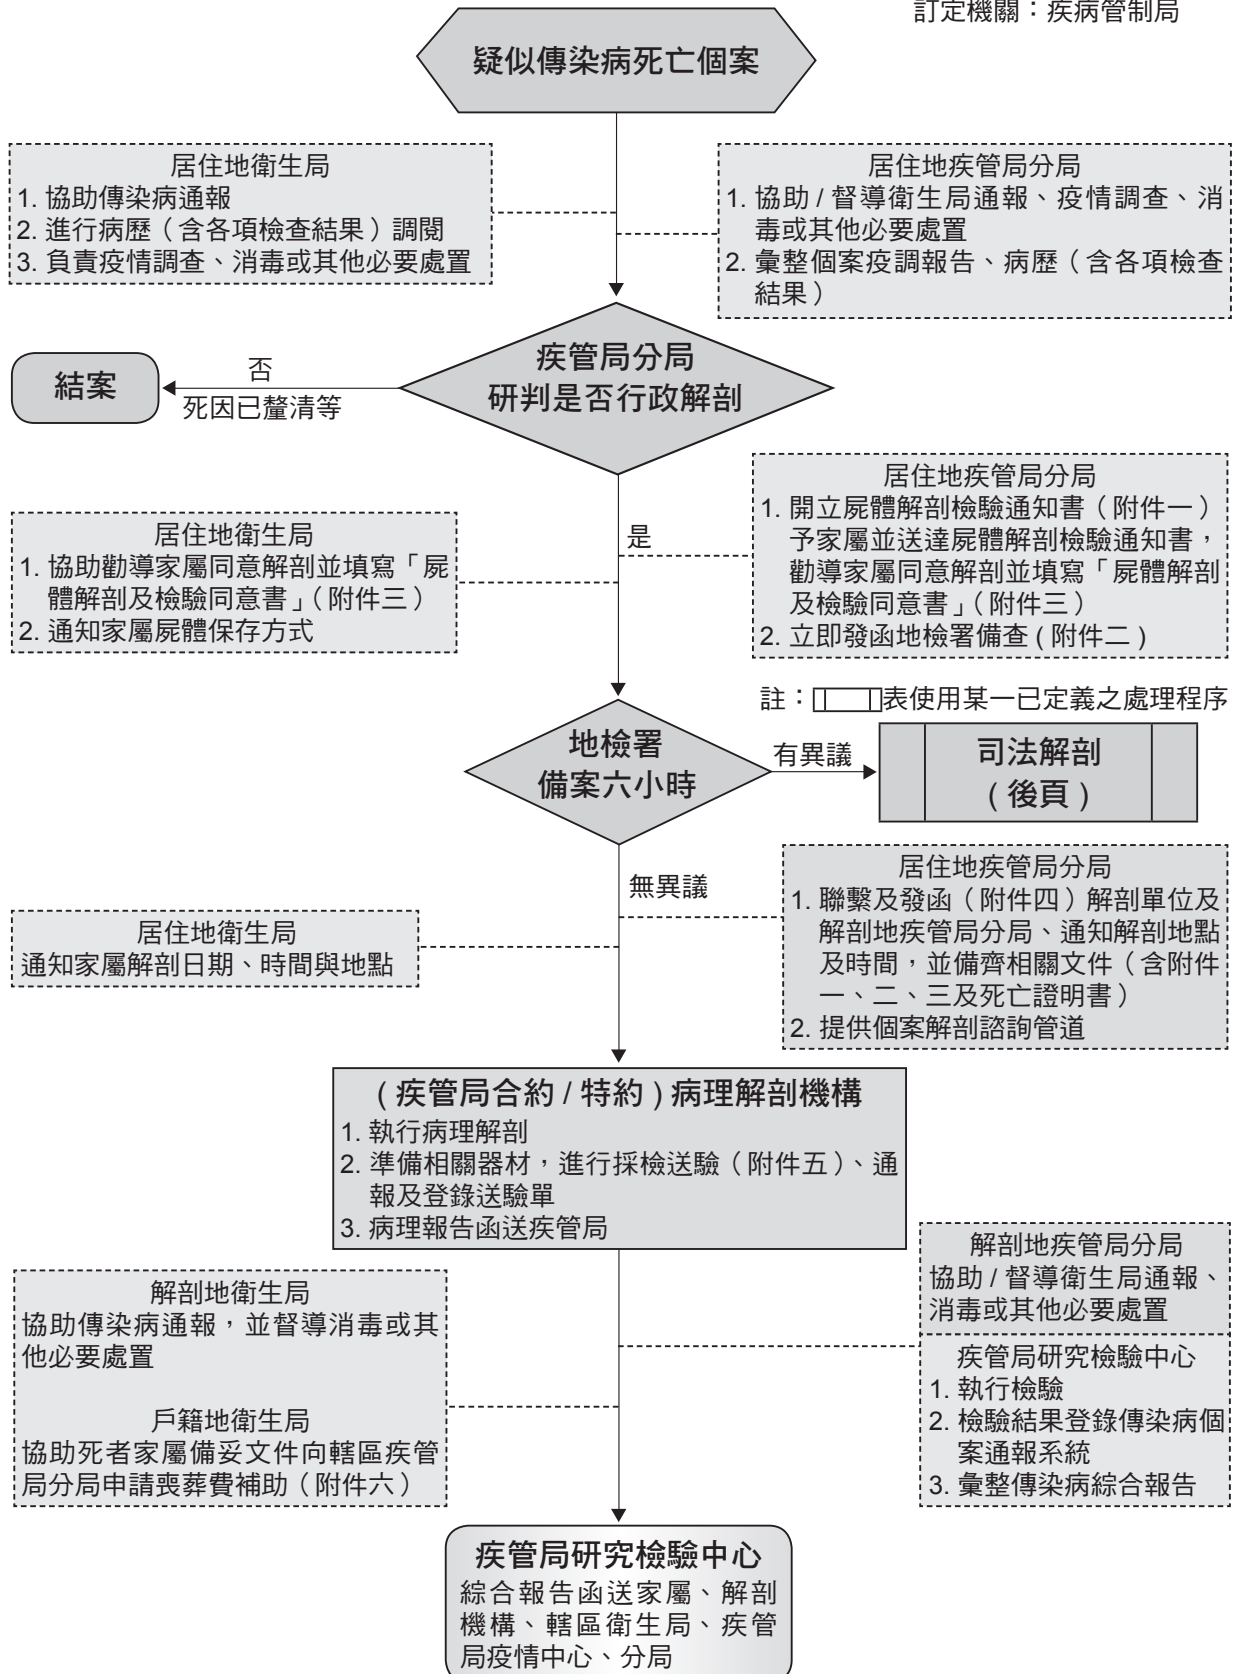 訂定機關：疾病管制局
疑似傳染病死亡個案
居住地衛生局
1. 協助傳染病通報
2. 進行病歷（含各項檢查結果）調閱
3. 負責疫情調查、消毒或其他必要處置
居住地疾管局分局
1. 協助 / 督導衛生局通報、疫情調查、消
毒或其他必要處置
2. 彙整個案疫調報告、病歷（含各項檢查
結果）
疾管局分局
研判是否行政解剖
否
死因已釐清等
結案
是
居住地衛生局
1. 協助勸導家屬同意解剖並填寫「屍
體解剖及檢驗同意書」（附件三）
2. 通知家屬屍體保存方式
居住地疾管局分局
1. 開立屍體解剖檢驗通知書（附件一）
予家屬並送達屍體解剖檢驗通知書，
勸導家屬同意解剖並填寫「屍體解剖
及檢驗同意書」（附件三）
2. 立即發函地檢署備查 ( 附件二 )
註：表使用某一已定義之處理程序
地檢署
備案六小時
有異議
司法解剖
( 後頁 )
無異議
居住地衛生局
通知家屬解剖日期、時間與地點
居住地疾管局分局
1. 聯繫及發函（附件四）解剖單位及
解剖地疾管局分局、通知解剖地點
及時間，並備齊相關文件（含附件
一、二、三及死亡證明書）
2. 提供個案解剖諮詢管道
( 疾管局合約 / 特約 ) 病理解剖機構
1. 執行病理解剖
2. 準備相關器材，進行採檢送驗（附件五）、通
報及登錄送驗單
3. 病理報告函送疾管局
解剖地衛生局
協助傳染病通報，並督導消毒或其
他必要處置
戶籍地衛生局
協助死者家屬備妥文件向轄區疾管
局分局申請喪葬費補助（附件六）
解剖地疾管局分局
協助 / 督導衛生局通報、
消毒或其他必要處置
疾管局研究檢驗中心
1. 執行檢驗
2. 檢驗結果登錄傳染病個
案通報系統
3. 彙整傳染病綜合報告
疾管局研究檢驗中心
綜合報告函送家屬、解剖
機構、轄區衛生局、疾管
局疫情中心、分局